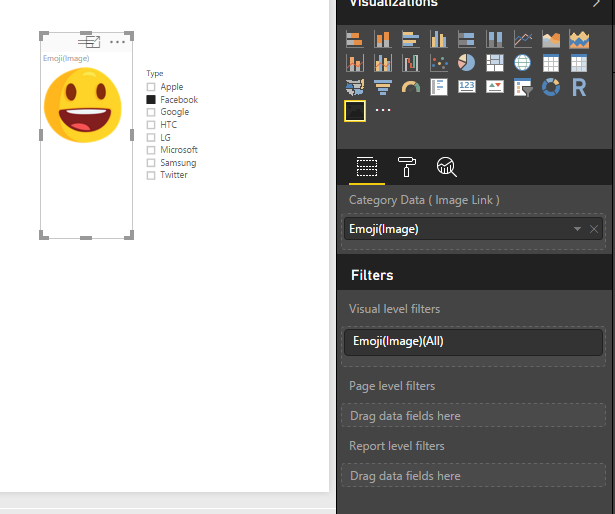 Visualizations
Emoji(Image)
Type
Apple
Facebook
Google
HTC
LG
Microsoft
Samsung
Twitter
123
R
Category Data ( Image Link )
Emoji(Image)
Filters
Visual level filters
Emoji(Image)(All)
Page level filters
Drag data fields here
Report level filters
Drag data fields here